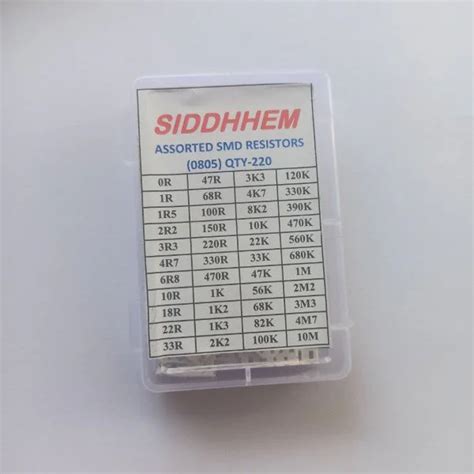 SIDDHHEM
ASSORTED SMD RESISTORS
(0805) QTY-220
0R 47R 3K3 120K
1R 68R 4K7 330K
1R5 100R 8K2 390K
2R2 150R 10K 470K
3R3 220R 22K 560K
4R7 330R 33K 680K
6R8 470R 47K 1M
10R 1K 56K 2M2
18R 1K2 68K 3M3
22R 1K3 82K 4M7
33R 2K2 100K 10M